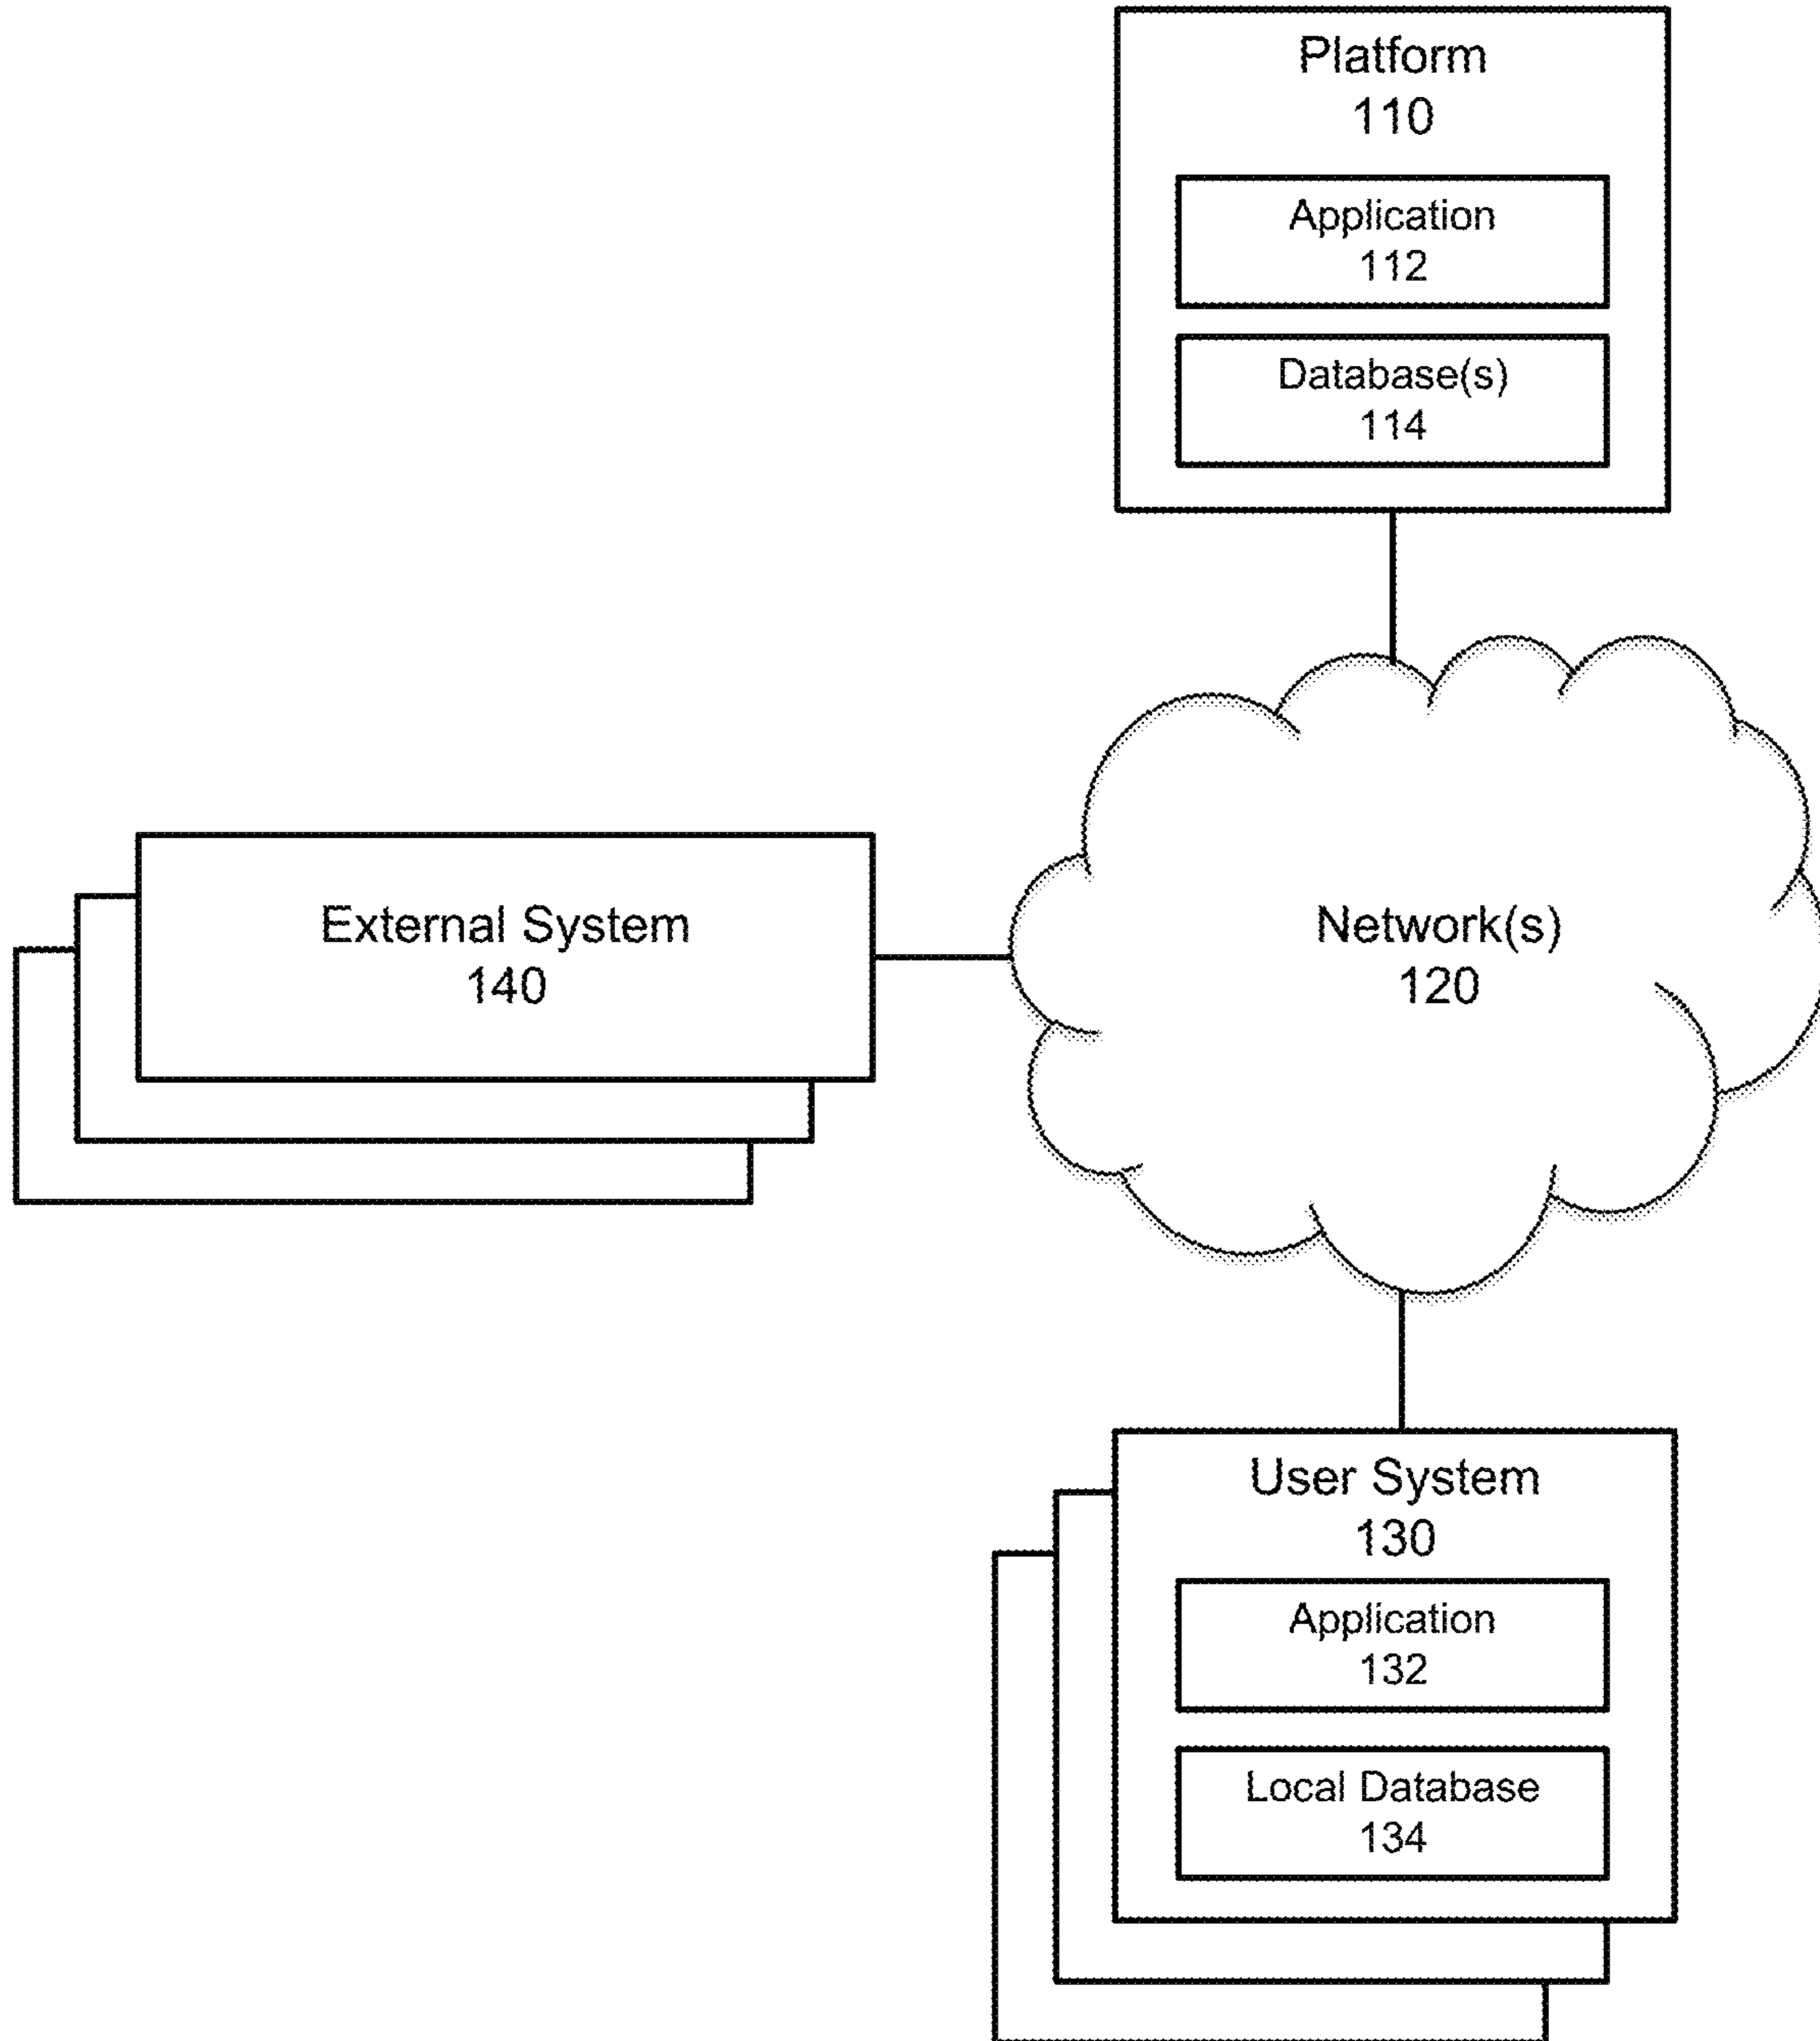 Platform
110
Application
112
Database(s)
114
External System
140
Network(s)
120
User System
130
Application
132
Local Database
134